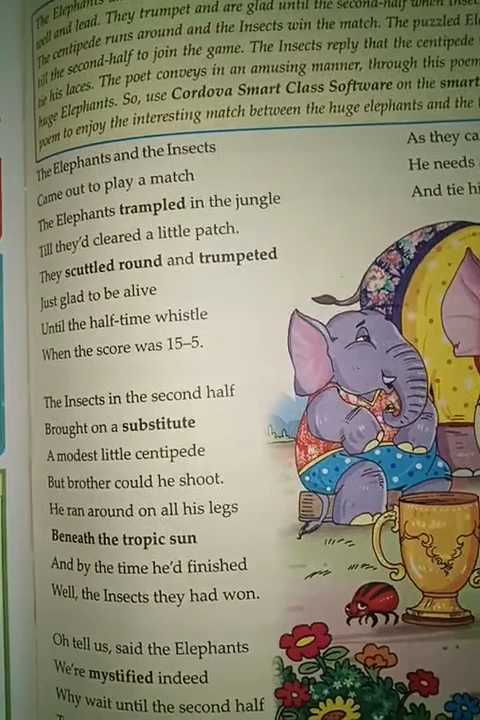 The Elephants
well and lead. They trumpet and are glad until the second-half when
The centipede runs around and the Insects win the match. The puzzled
till the second-half to join the game. The Insects reply that the centipede
tie his laces. The poet conveys in an amusing manner, through this poem
huge Elephants. So, use Cordova Smart Class Software on the smart
poem to enjoy the interesting match between the huge elephants and the
The Elephants and the Insects
Came out to play a match
The Elephants trampled in the jungle
Till they'd cleared a little patch.
They scuttled round and trumpeted
Just glad to be alive
Until the half-time whistle
When the score was 15–5.
The Insects in the second half
Brought on a substitute
A modest little centipede
But brother could he shoot.
He ran around on all his legs
Beneath the tropic sun
And by the time he'd finished
Well, the Insects they had won.
Oh tell us, said the Elephants
We're mystified indeed
Why wait until the second half
As they
He needs
And tie